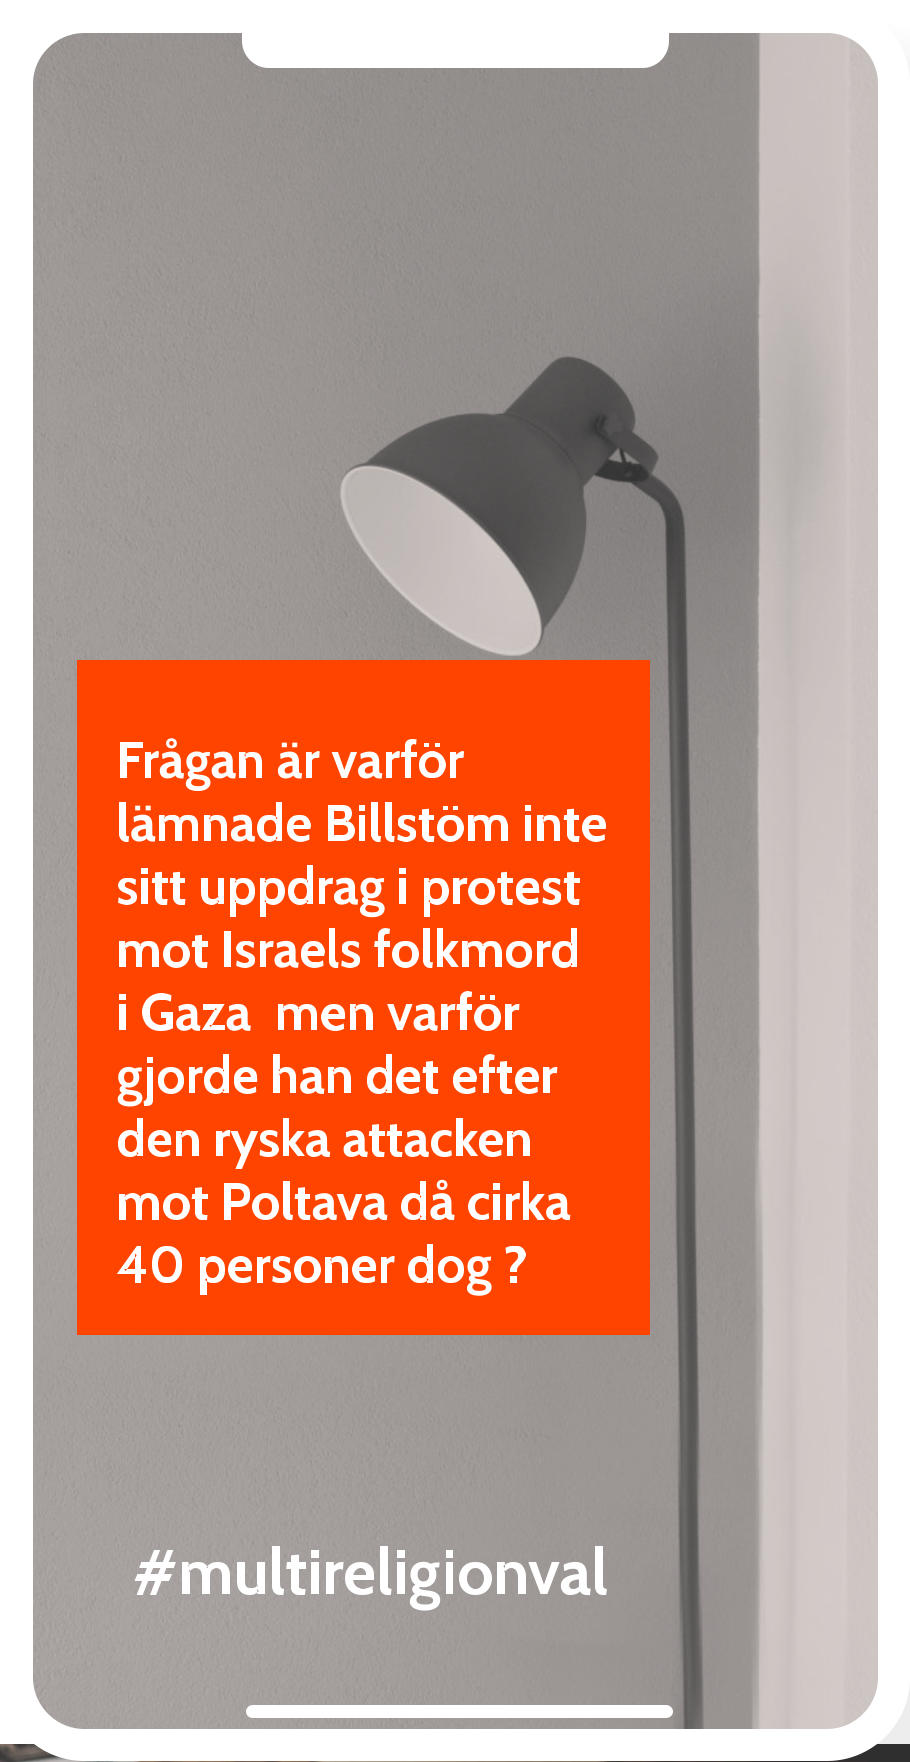 Frågan är varför
lämnade Billstöm inte
sitt uppdrag i protest
mot Israels folkmord
i Gaza  men varför
gjorde han det efter
den ryska attacken
mot Poltava då cirka
40 personer dog ?
#multireligionval